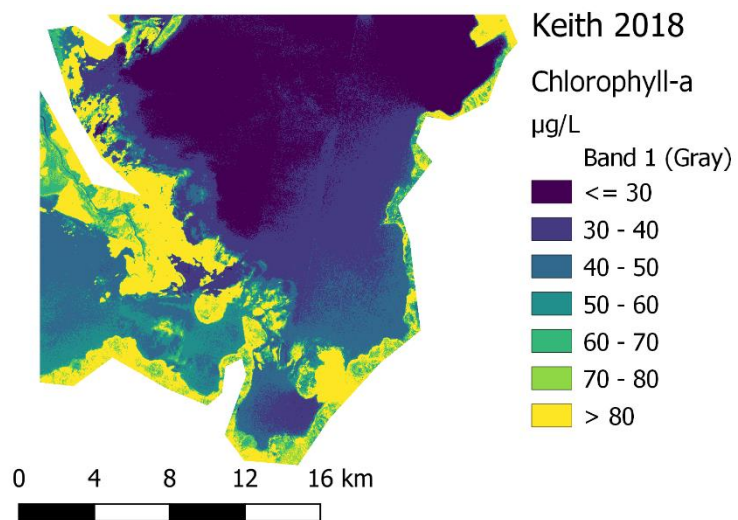 Keith 2018
Chlorophyll-a
µg/L
Band 1 (Gray)
<= 30
30 - 40
40 - 50
50 - 60
60 - 70
70 - 80
> 80
0 4 8 12 16 km